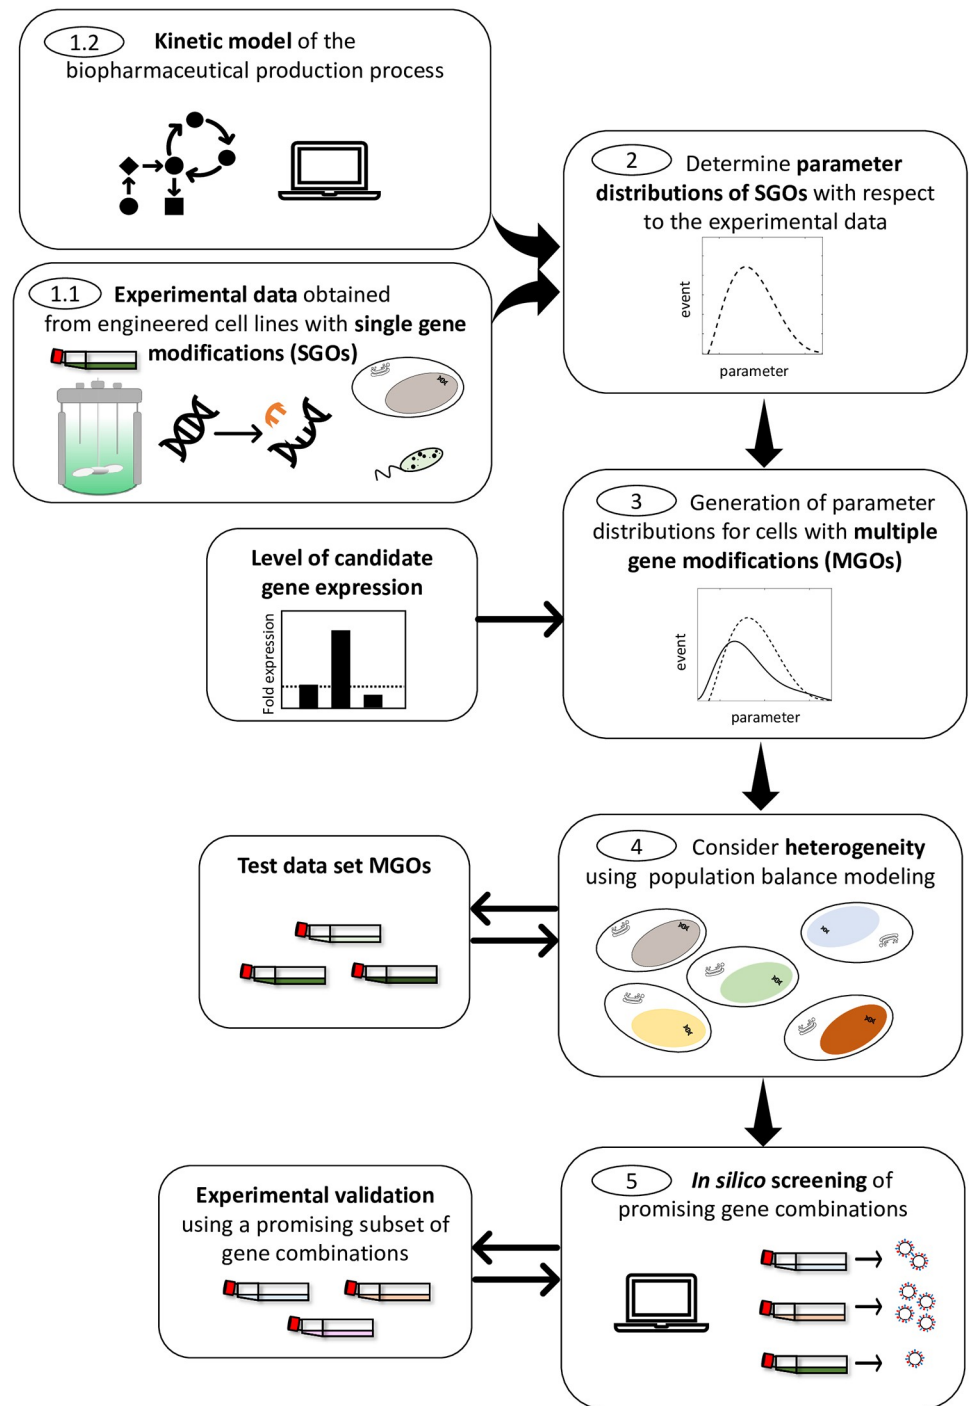 1.2 Kinetic model of the
biopharmaceutical production process
1.1 Experimental data obtained
from engineered cell lines with single gene
modifications (SGOs)
2 Determine parameter
distributions of SGOs with respect
to the experimental data
event
parameter
3 Generation of parameter
distributions for cells with multiple
gene modifications (MGOs)
event
parameter
Level of candidate
gene expression
Fold expression
4 Consider heterogeneity
using population balance modeling
Test data set MGOs
5 In silico screening of
promising gene combinations
Experimental validation
using a promising subset of
gene combinations